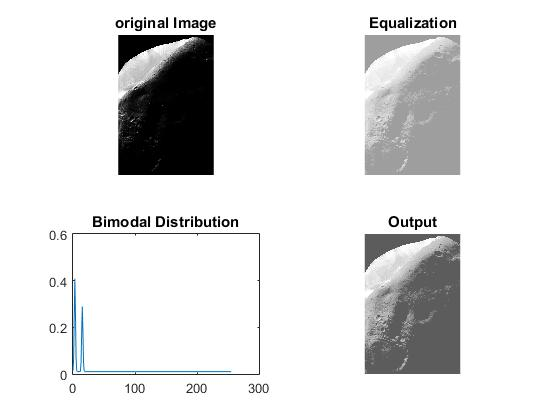 original Image
Equalization
Bimodal Distribution
0.6
0.4
0.2
0
0
100
200
300
Output